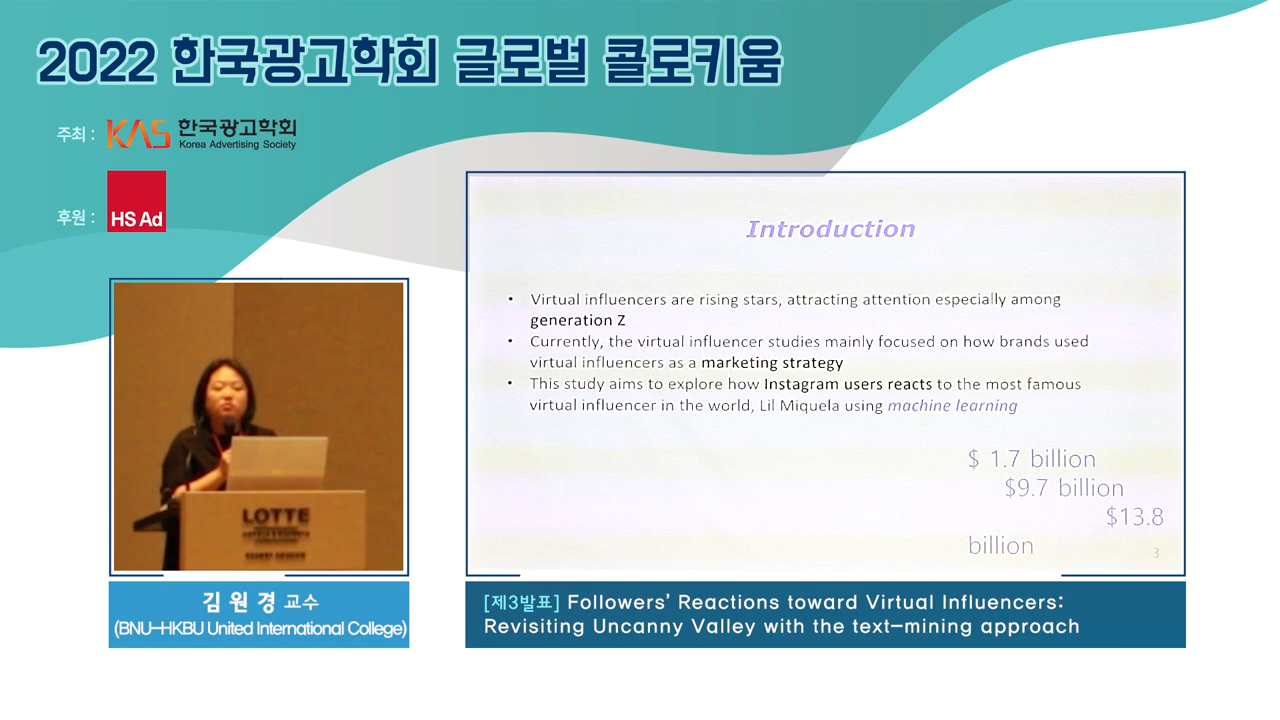 2022 한국광고학회 글로벌 콜로키움
주최 :
KAS 한국광고학회
Korea Advertising Society
후원 :
HS Ad
LOTTE
김 원 경 교수
(BNU-HKBU United International College)
Introduction
• Virtual influencers are rising stars, attracting attention especially among
generation Z
• Currently, the virtual influencer studies mainly focused on how brands used
virtual influencers as a marketing strategy
• This study aims to explore how Instagram users reacts to the most famous
virtual influencer in the world, Lil Miquela using machine learning
$ 1.7 billion
$9.7 billion
$13.8
billion
3
[제3발표] Followers’ Reactions toward Virtual Influencers:
Revisiting Uncanny Valley with the text-mining approach